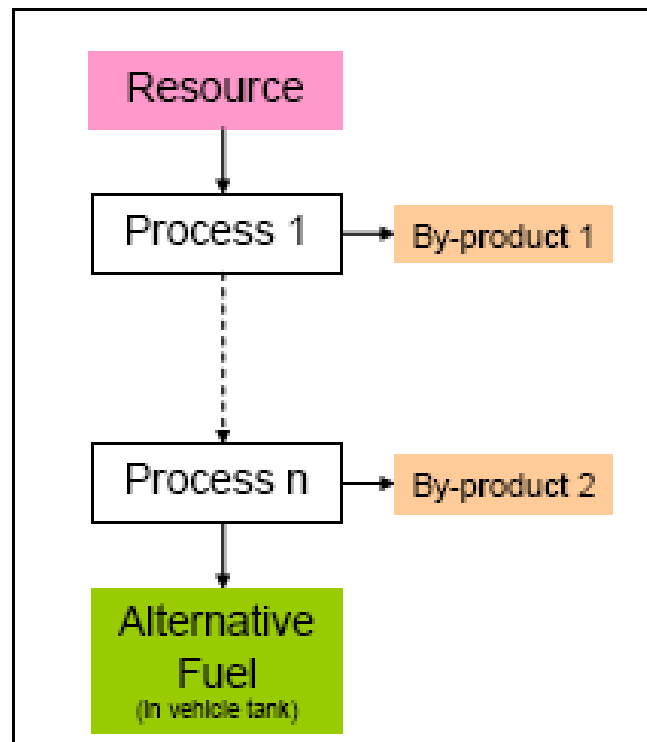 Resource
Process 1
By-product 1
Process n
By-product 2
Alternative
Fuel
(in vehicle tank)